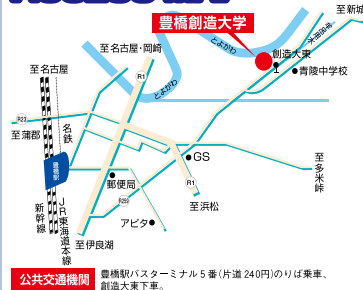 ACCESS MAP
至新城
豊橋創造大学
至名古屋・岡崎
とよがわ
創造大東
青陵中学校
至名古屋
R1
とよがわ
R23
至蒲郡
名鉄
豊橋駅
GS
至多米峠
郵便局
R1
R259
至浜松
新幹線
JR東海道本線
アピタ
至伊良湖
公共交通機関
豊橋駅バスターミナル5番(片道240円)のりば乗車、
創造大東下車。